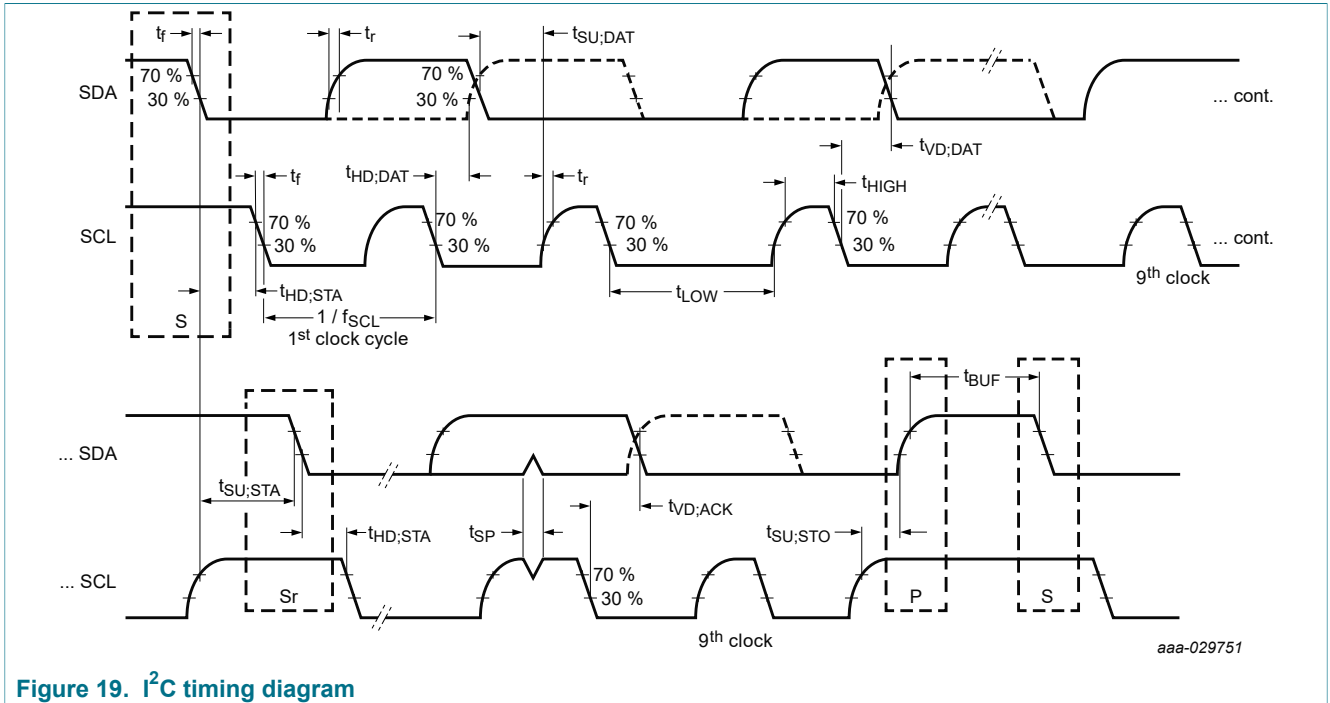 tf
tr
tSU;DAT
70 %
30 %
70 %
30 %
SDA
... cont.
tVD;DAT
tf
tHD;DAT
tr
tHIGH
70 %
30 %
70 %
30 %
70 %
30 %
70 %
30 %
SCL
... cont.
9th clock
tHD;STA
tLOW
S
1 / fSCL
1st clock cycle
tBUF
... SDA
tSU;STA
tHD;STA
tSP
tVD;ACK
tSU;STO
70 %
30 %
... SCL
Sr
P
S
9th clock
aaa-029751
Figure 19. I2C timing diagram